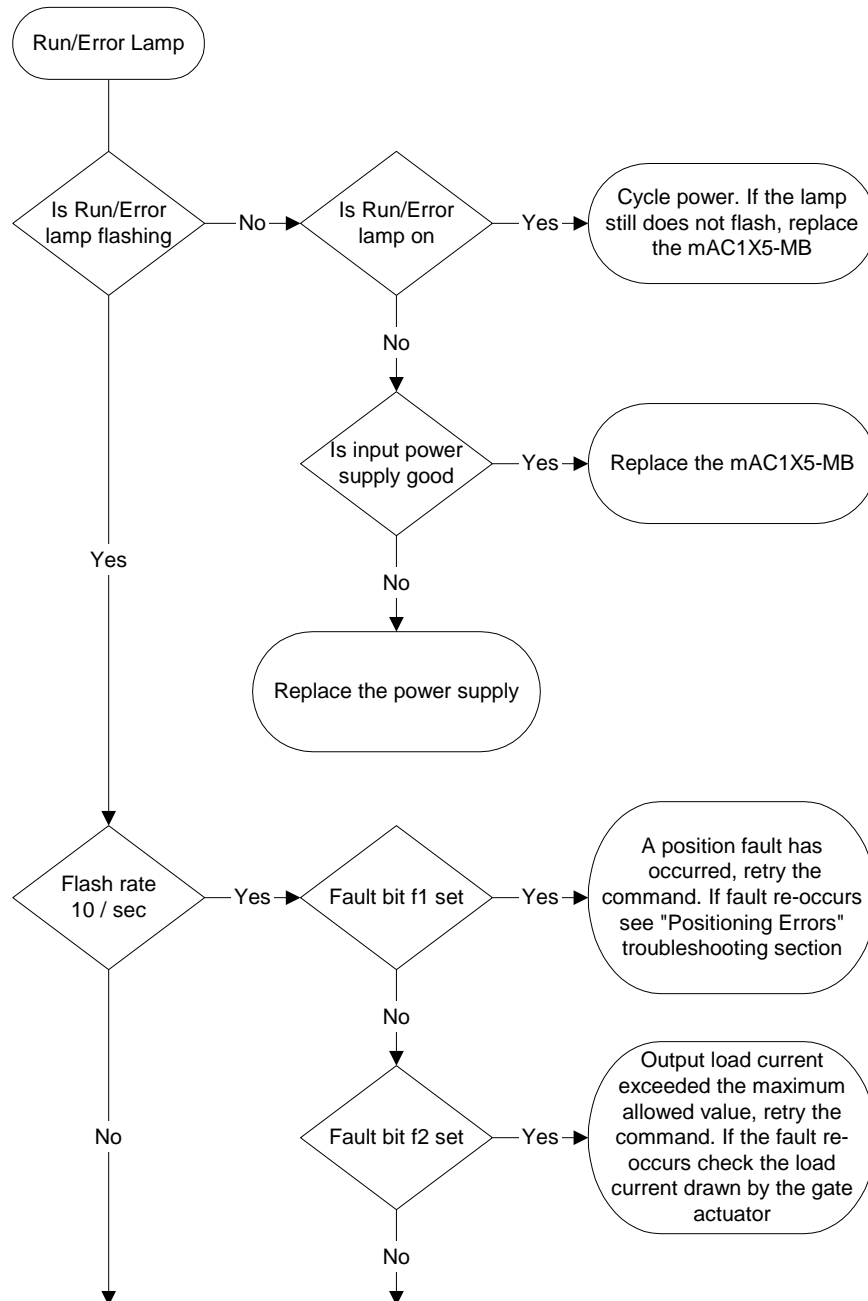 Run/Error Lamp
Is Run/Error
lamp flashing
No
Is Run/Error
lamp on
Yes
Cycle power. If the lamp
still does not flash, replace
the mAC1X5-MB
No
Is input power
supply good
Yes
Replace the mAC1X5-MB
Yes
No
Replace the power supply
Flash rate
10 / sec
Yes
Fault bit f1 set
Yes
A position fault has
occurred, retry the
command. If fault re-occurs
see "Positioning Errors"
troubleshooting section
No
No
Fault bit f2 set
Yes
Output load current
exceeded the maximum
allowed value, retry the
command. If the fault re-
occurs check the load
current drawn by the gate
actuator
No